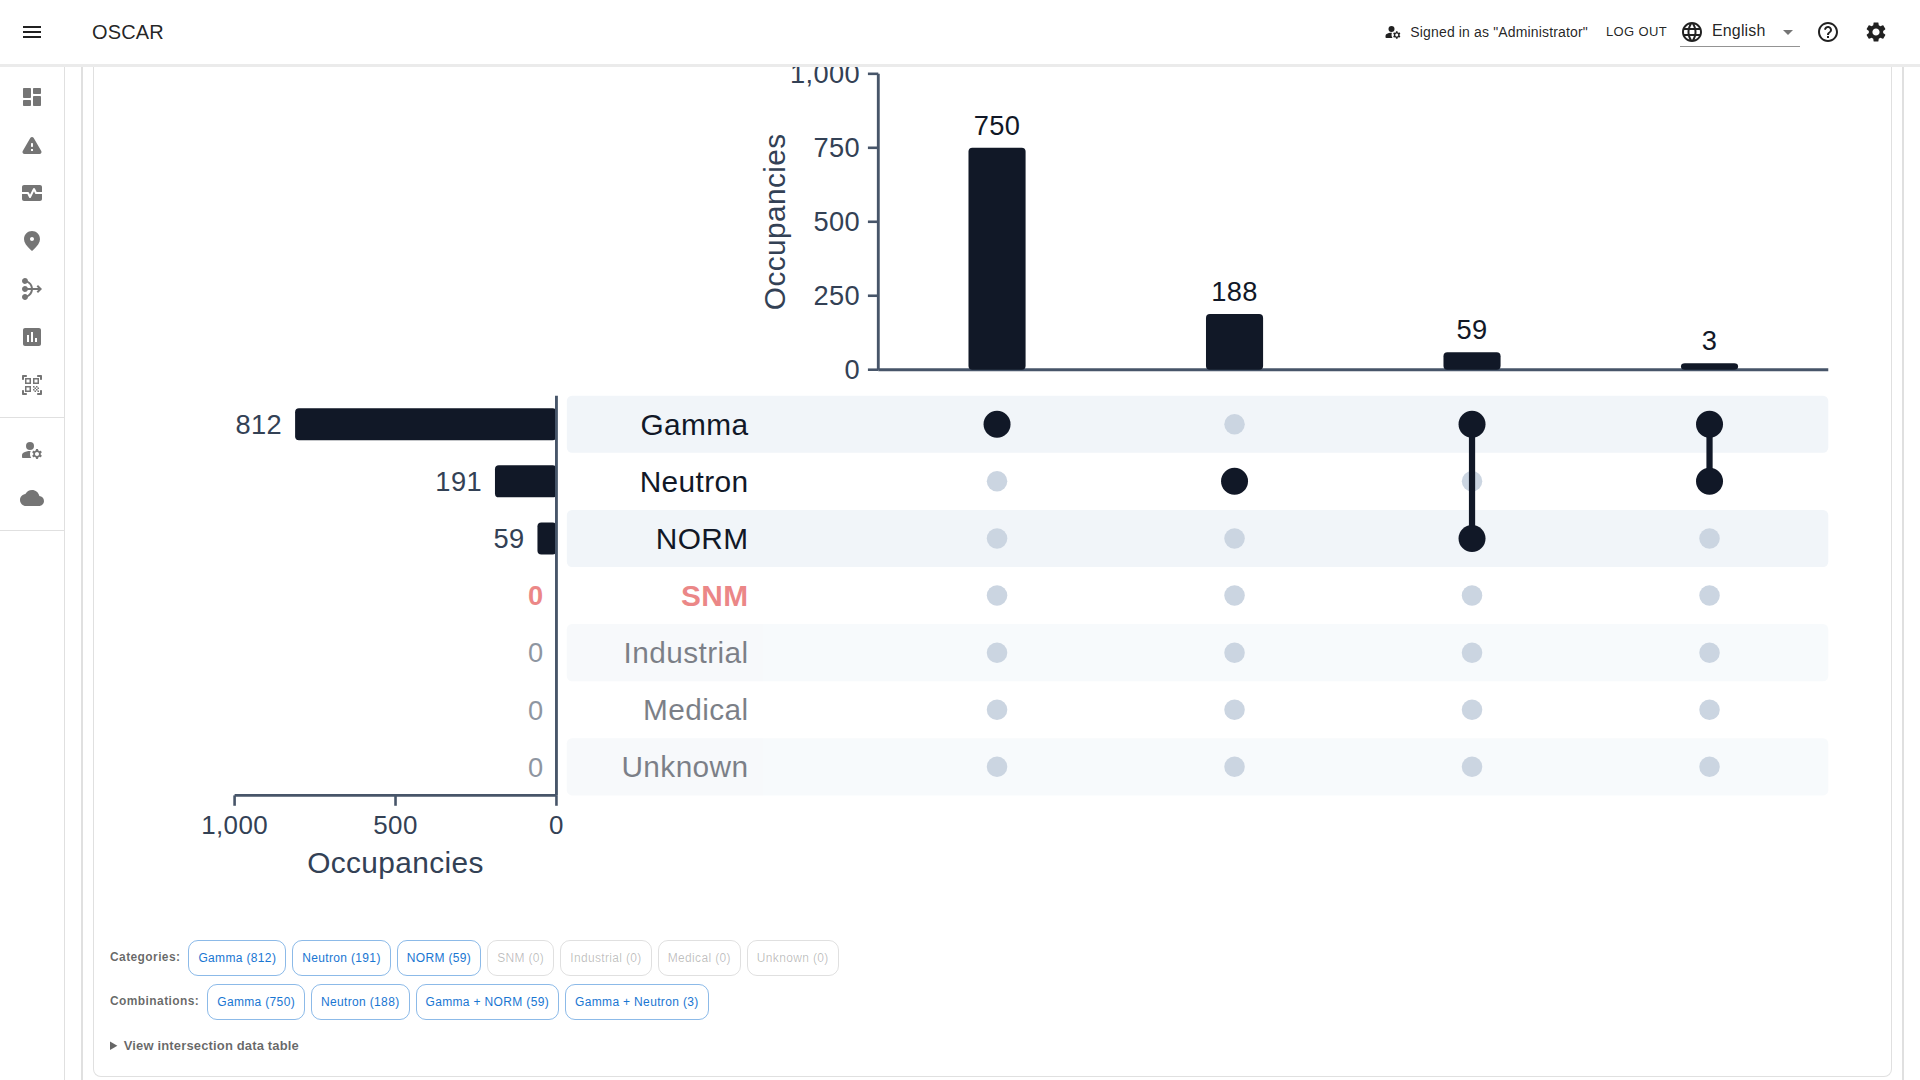 OSCAR
Signed in as "Administrator"
LOG OUT
English
1,000
750
500
250
0
Occupancies
750
188
59
3
812
191
59
0
0
0
0
Gamma
Neutron
NORM
SNM
Industrial
Medical
Unknown
1,000 500 0
Occupancies
Categories: Gamma (812) Neutron (191) NORM (59) SNM (0) Industrial (0) Medical (0) Unknown (0)
Combinations: Gamma (750) Neutron (188) Gamma + NORM (59) Gamma + Neutron (3)
View intersection data table